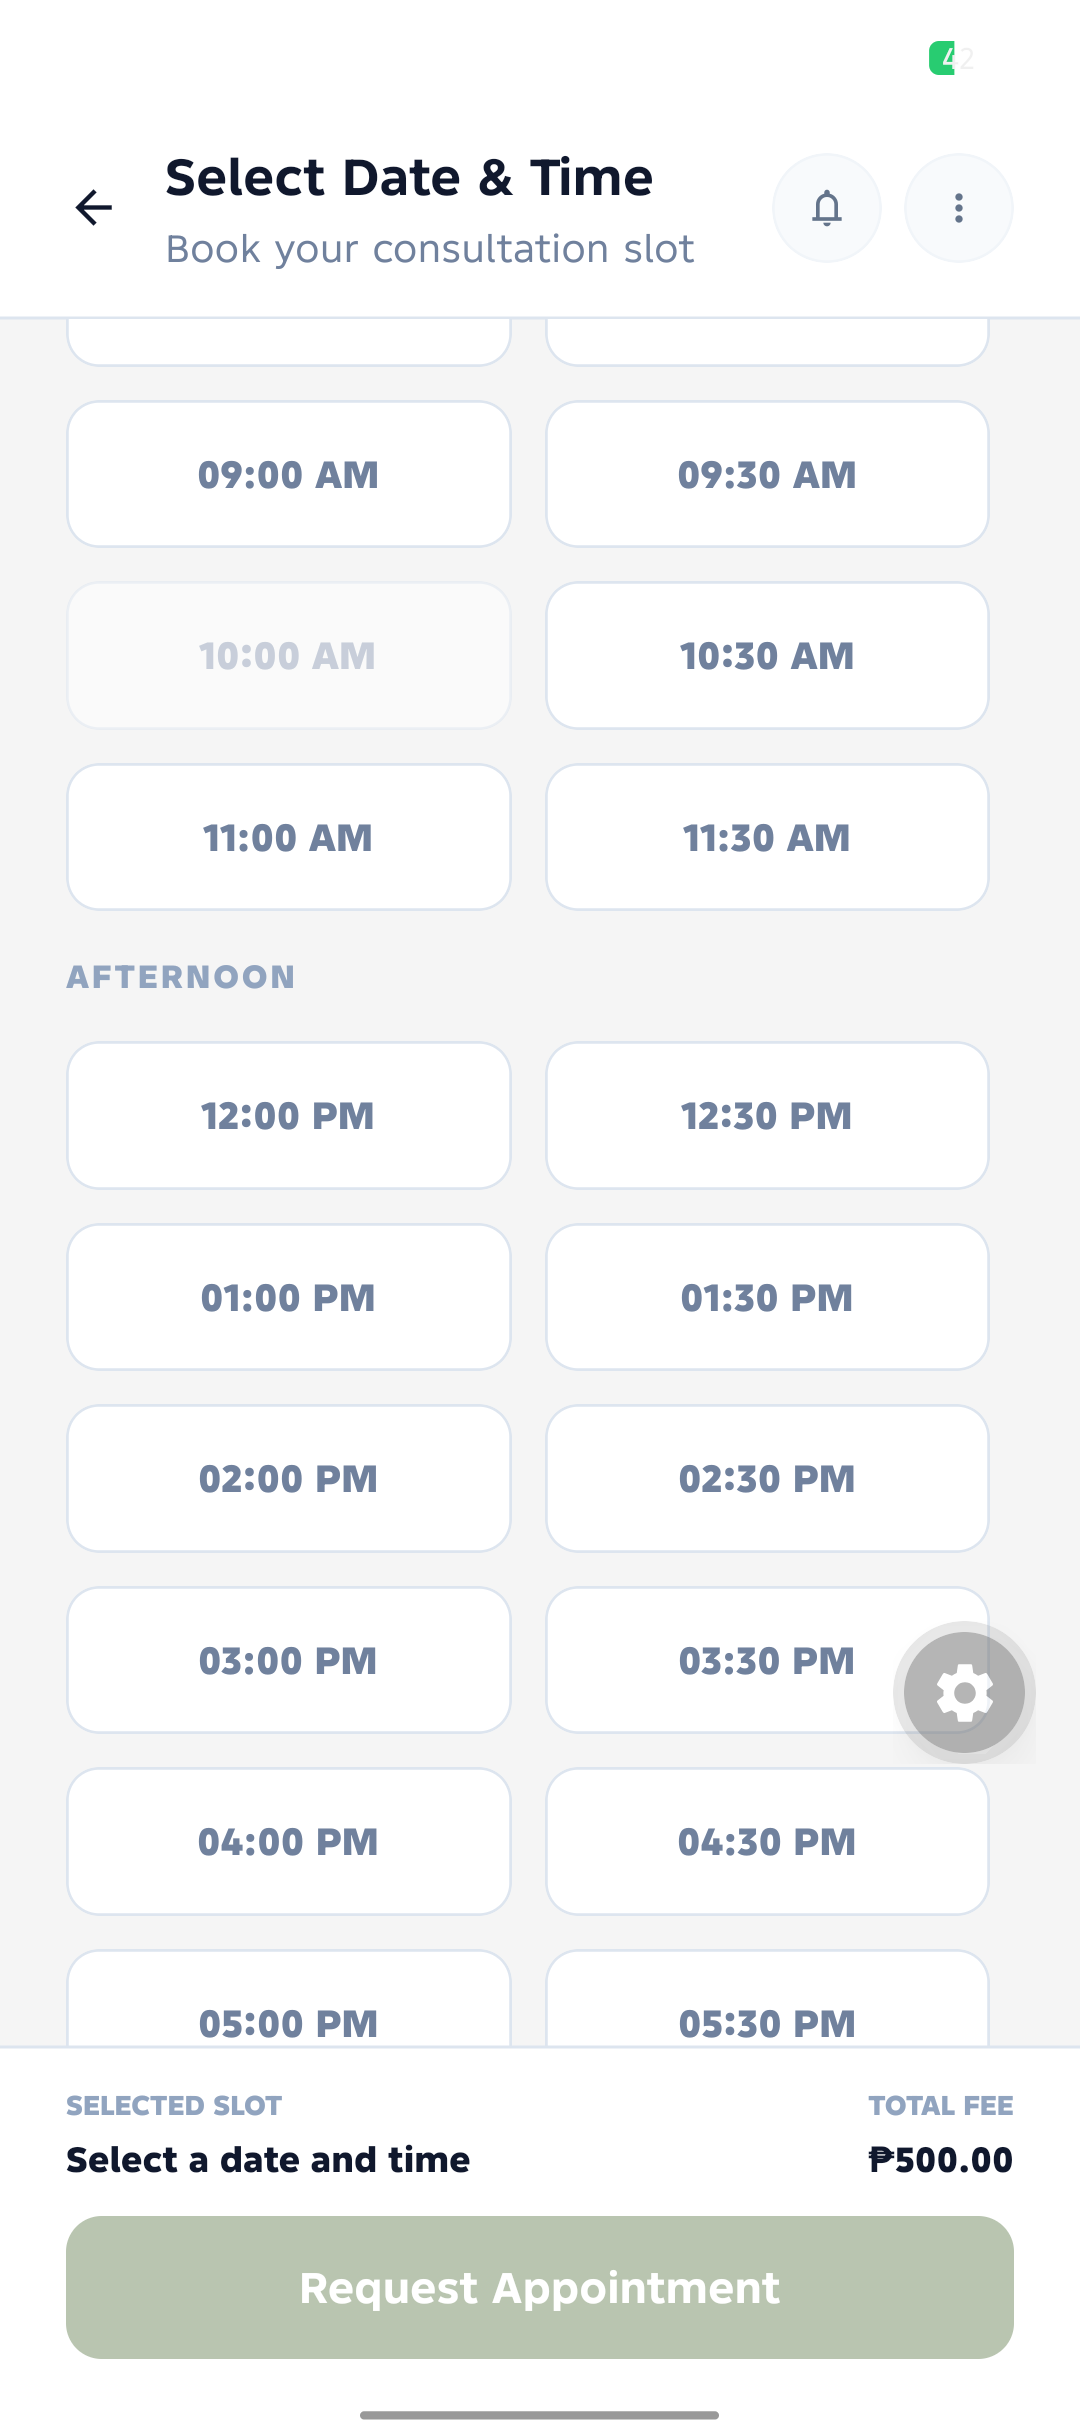 42
Select Date & Time
Book your consultation slot
09:00 AM
09:30 AM
10:00 AM
10:30 AM
11:00 AM
11:30 AM
AFTERNOON
12:00 PM
12:30 PM
01:00 PM
01:30 PM
02:00 PM
02:30 PM
03:00 PM
03:30 PM
04:00 PM
04:30 PM
05:00 PM
05:30 PM
SELECTED SLOT
TOTAL FEE
Select a date and time
₱500.00
Request Appointment